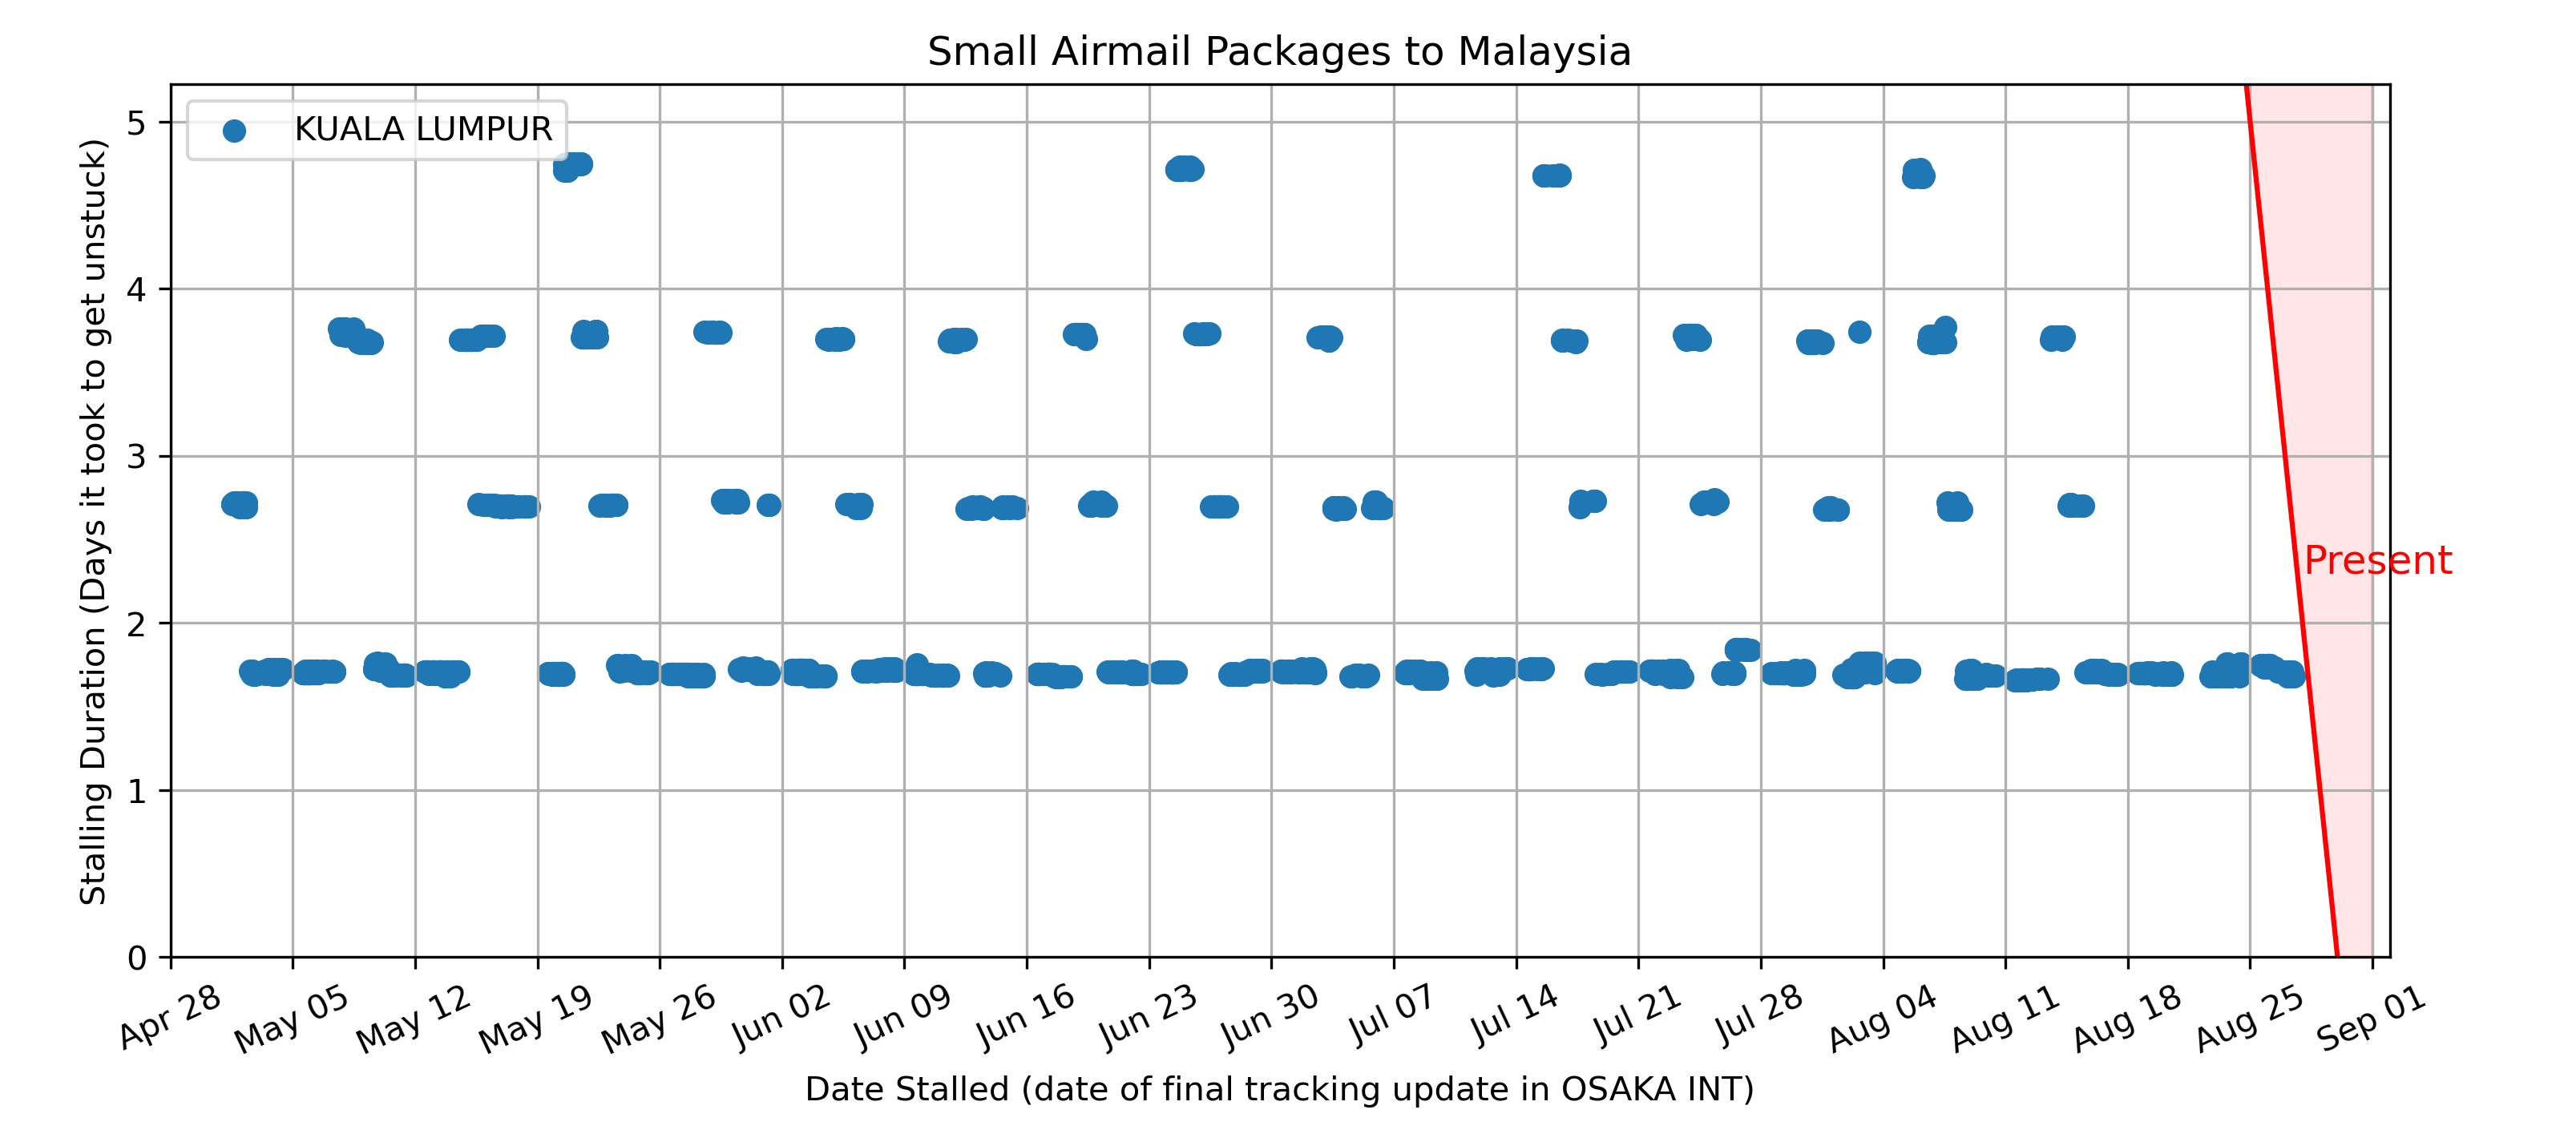 Small Airmail Packages to Malaysia
KUALA LUMPUR
Stalling Duration (Days it took to get unstuck)
5
4
3
2
1
0
Present
Apr 28 May 05 May 12 May 19 May 26 Jun 02 Jun 09 Jun 16 Jun 23 Jun 30 Jul 07 Jul 14 Jul 21 Jul 28 Aug 04 Aug 11 Aug 18 Aug 25 Sep 01
Date Stalled (date of final tracking update in OSAKA INT)